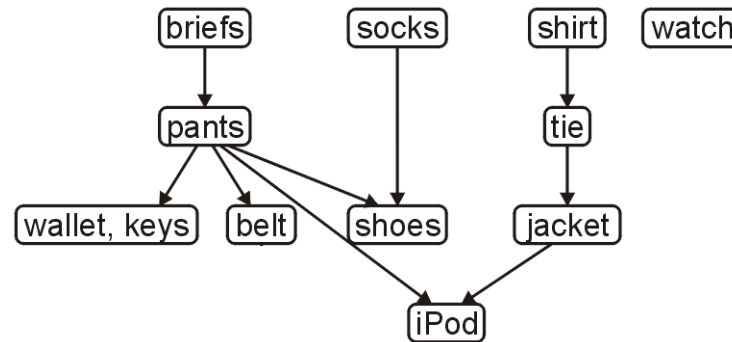 briefs
socks
shirt
watch
pants
tie
wallet, keys
belt
shoes
jacket
iPod